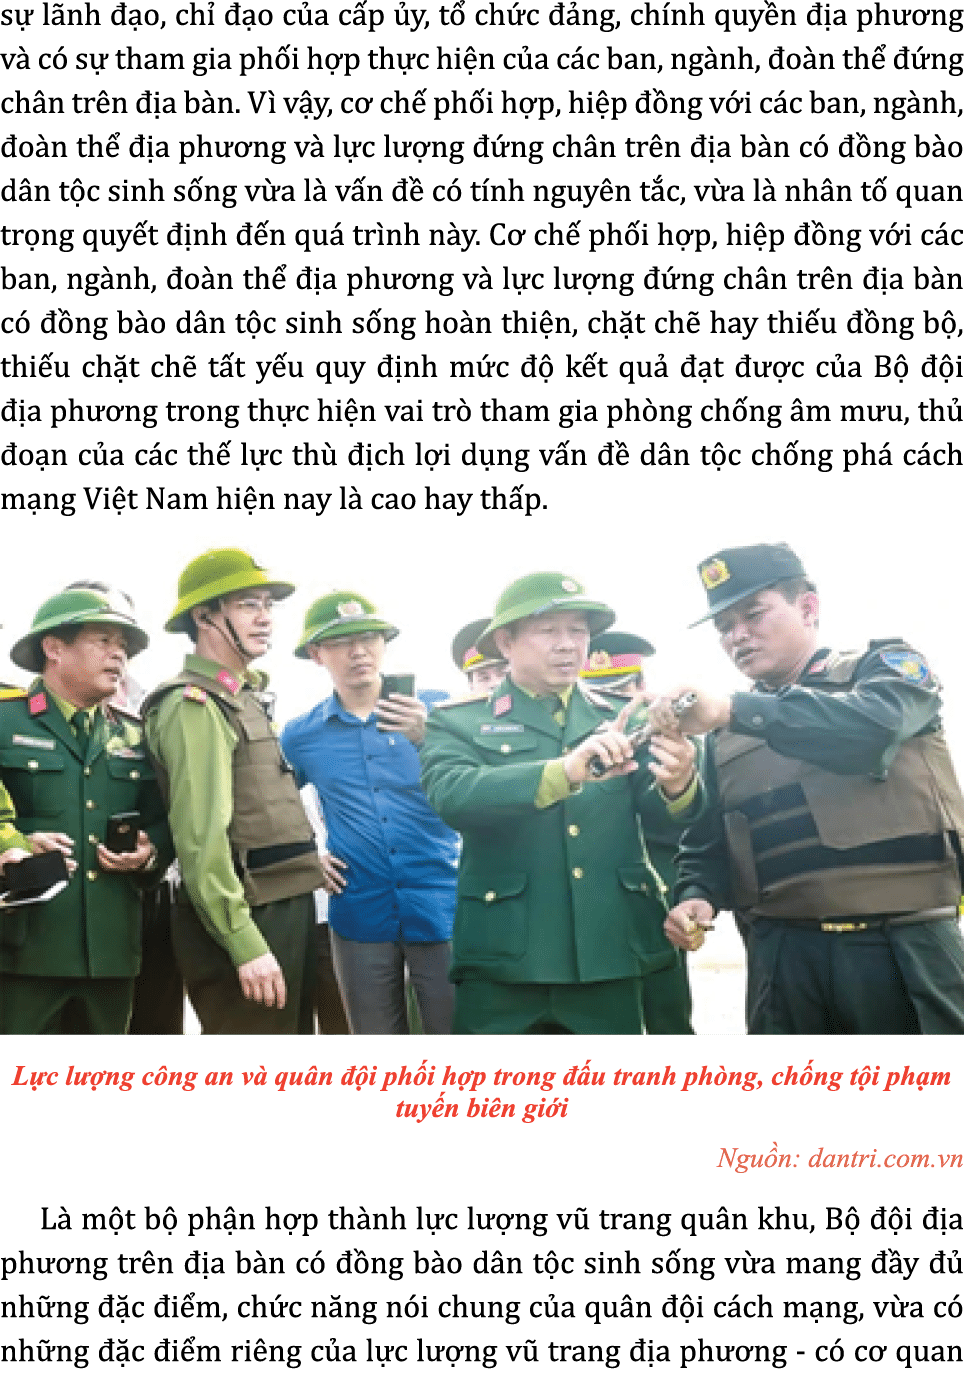 sự lãnh đạo, chỉ đạo của cấp ủy, tổ chức đảng, chính quyền địa phương
và có sự tham gia phối hợp thực hiện của các ban, ngành, đoàn thể đứng
chân trên địa bàn. Vì vậy, cơ chế phối hợp, hiệp đồng với các ban, ngành,
đoàn thể địa phương và lực lượng đứng chân trên địa bàn có đồng bào
dân tộc sinh sống vừa là vấn đề có tính nguyên tắc, vừa là nhân tố quan
trọng quyết định đến quá trình này. Cơ chế phối hợp, hiệp đồng với các
ban, ngành, đoàn thể địa phương và lực lượng đứng chân trên địa bàn
có đồng bào dân tộc sinh sống hoàn thiện, chặt chẽ hay thiếu đồng bộ,
thiếu chặt chẽ tất yếu quy định mức độ kết quả đạt được của Bộ đội
địa phương trong thực hiện vai trò tham gia phòng chống âm mưu, thủ
đoạn của các thế lực thù địch lợi dụng vấn đề dân tộc chống phá cách
mạng Việt Nam hiện nay là cao hay thấp.
Lực lượng công an và quân đội phối hợp trong đấu tranh phòng, chống tội phạm
tuyến biên giới
Nguồn: dantri.com.vn
Là một bộ phận hợp thành lực lượng vũ trang quân khu, Bộ đội địa
phương trên địa bàn có đồng bào dân tộc sinh sống vừa mang đầy đủ
những đặc điểm, chức năng nói chung của quân đội cách mạng, vừa có
những đặc điểm riêng của lực lượng vũ trang địa phương - có cơ quan